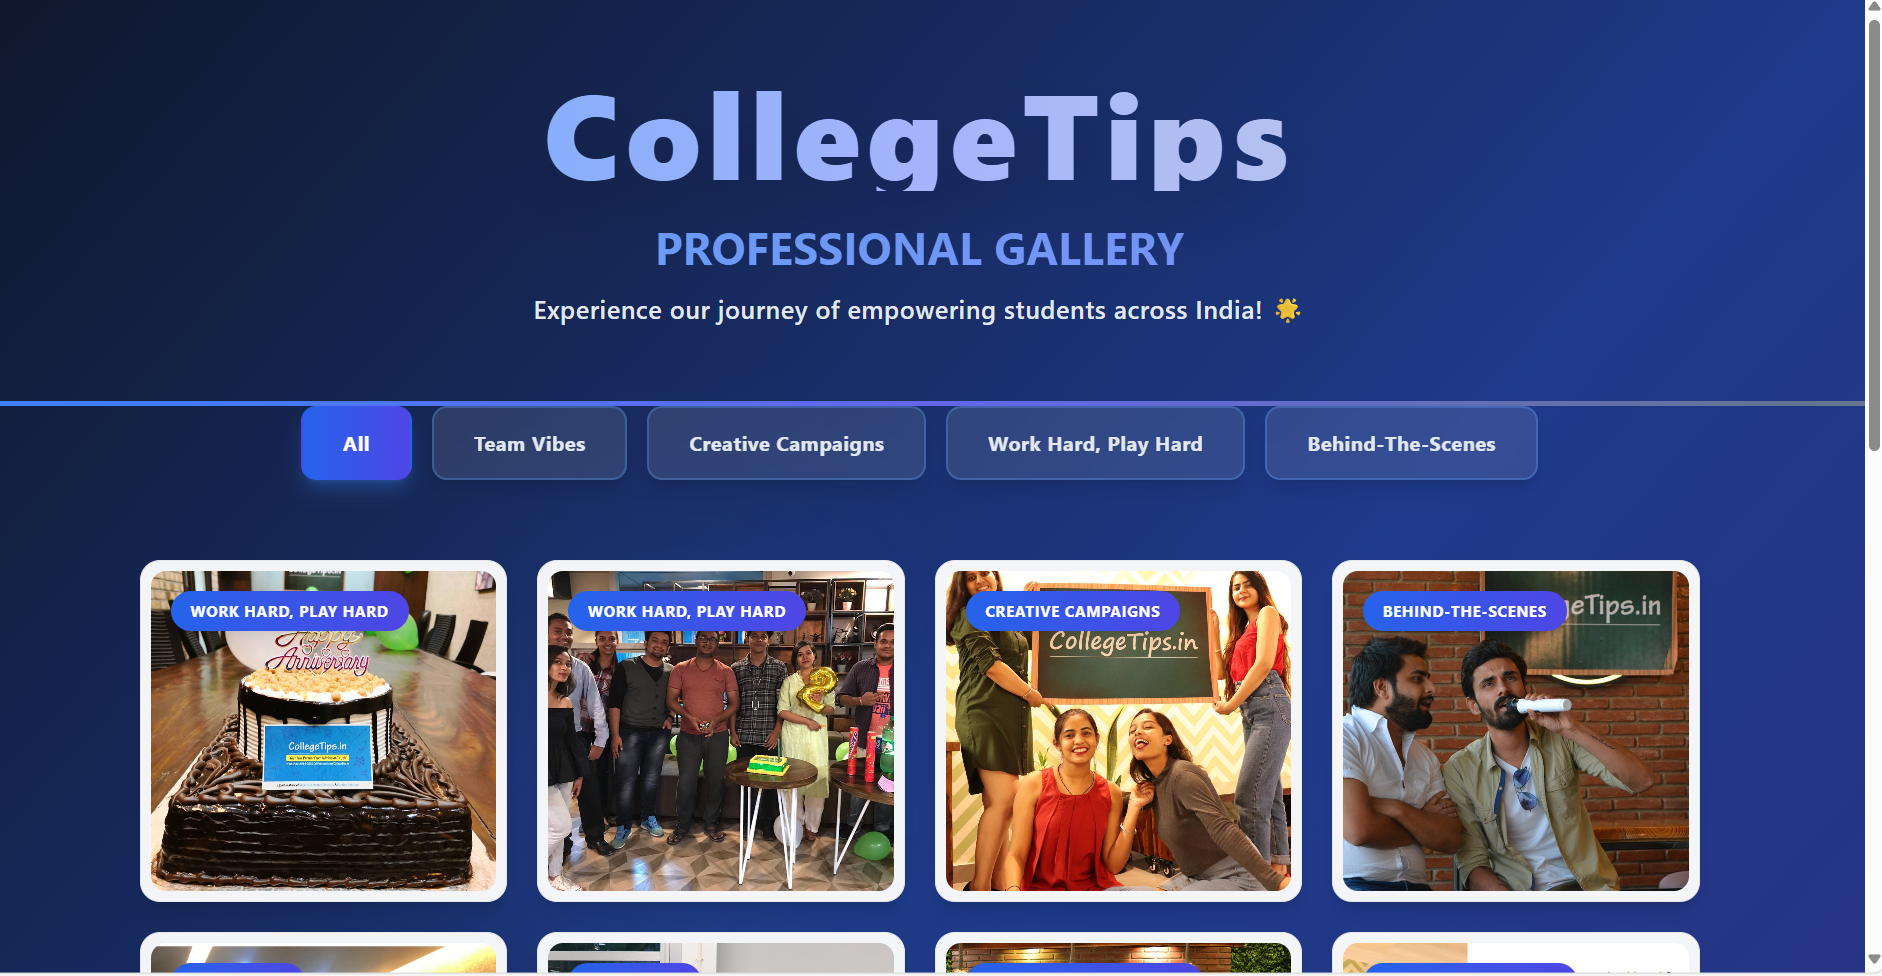 CollegeTips
PROFESSIONAL GALLERY
Experience our journey of empowering students across India! 🌟
All
Team Vibes
Creative Campaigns
Work Hard, Play Hard
Behind-The-Scenes
WORK HARD, PLAY HARD
Happy
Anniversary
CollegeTips.in
WORK HARD, PLAY HARD
2
CREATIVE CAMPAIGNS
CollegeTips.in
BEHIND-THE-SCENES
eTips.in